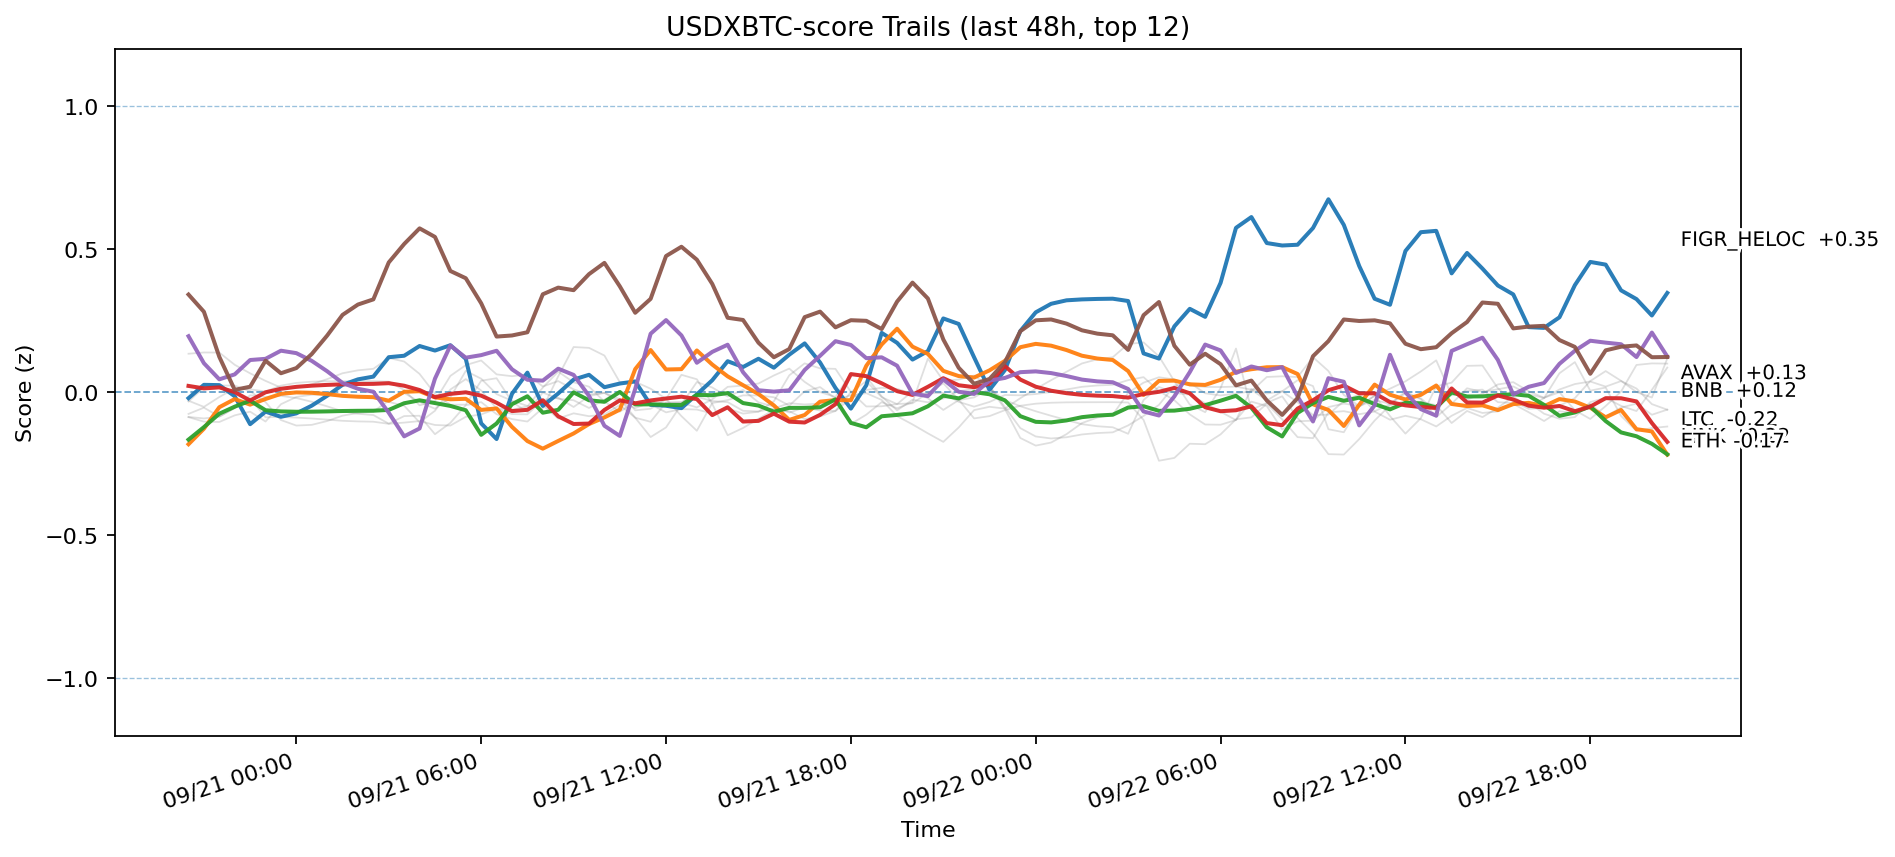 USDXBTC-score Trails (last 48h, top 12)
Score (z)
1.0
0.5
0.0
−0.5
−1.0
FIGR_HELOC +0.35
AVAX +0.13
BNB +0.12
LTC -0.22
ETH -0.17
09/21 00:00
09/21 06:00
09/21 12:00
09/21 18:00
09/22 00:00
09/22 06:00
09/22 12:00
09/22 18:00
Time